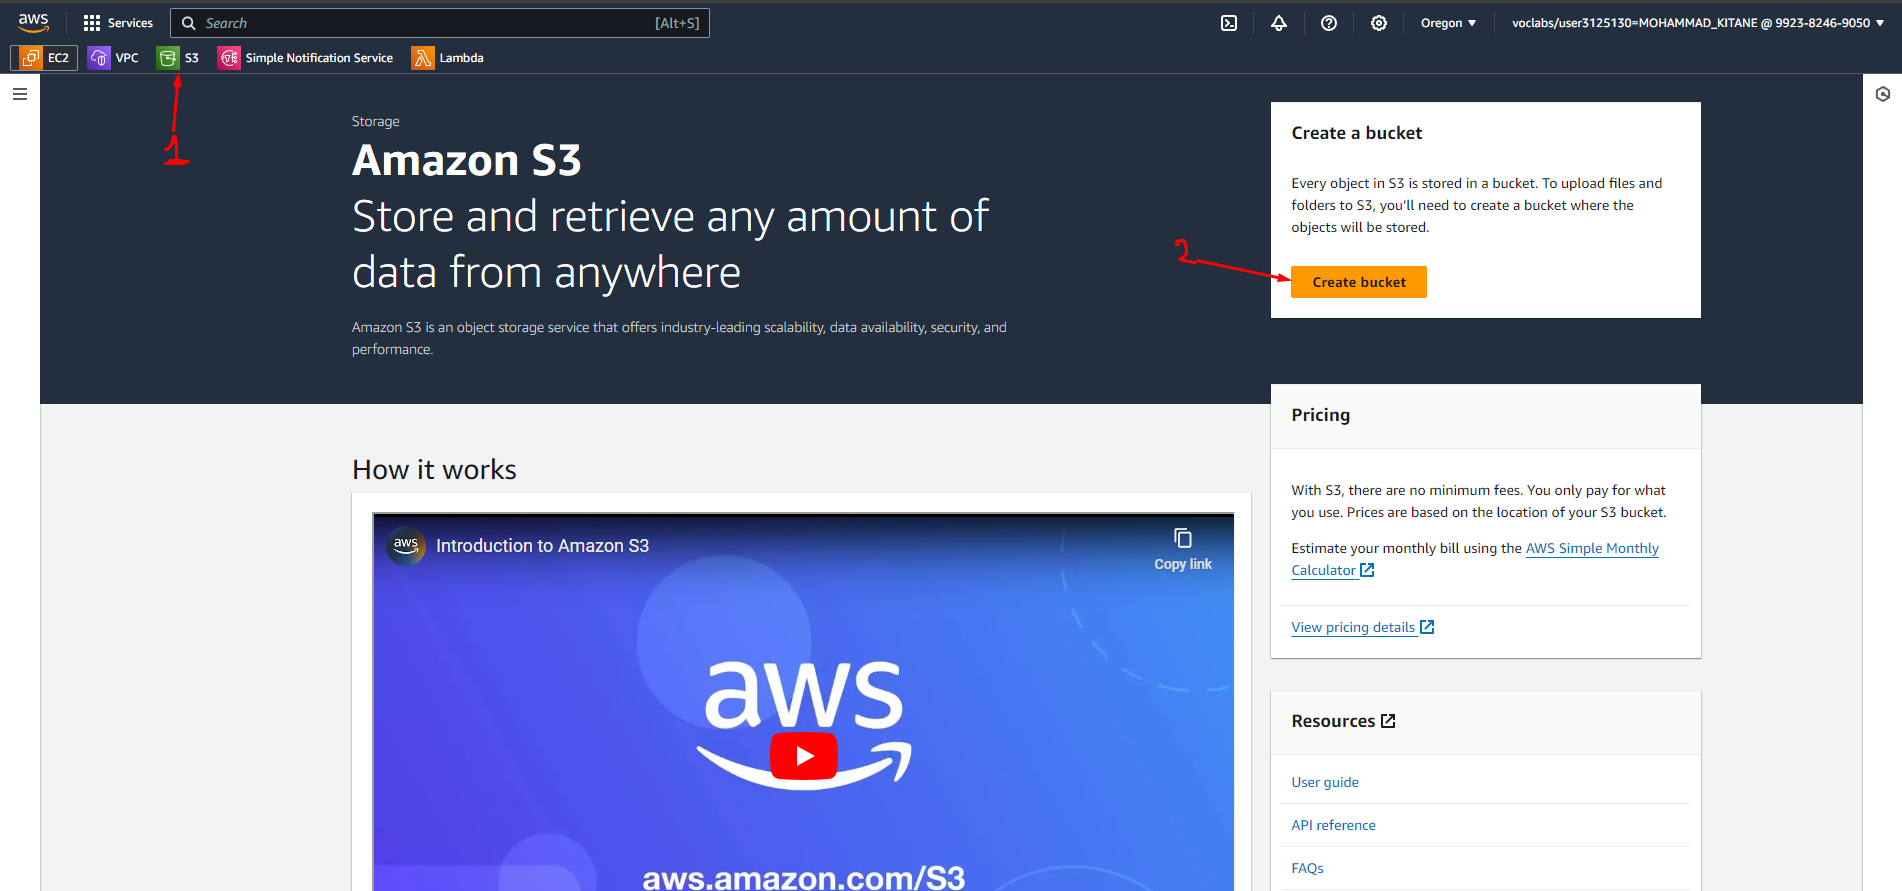 aws
Services
Search
[Alt+S]
Oregon
voclabs/user3125130=MOHAMMAD_KITANE @ 9923-8246-9050
EC2
VPC
S3
Simple Notification Service
Lambda
1
Storage
Amazon S3
Store and retrieve any amount of
data from anywhere
Amazon S3 is an object storage service that offers industry-leading scalability, data availability, security, and
performance.
Create a bucket
Every object in S3 is stored in a bucket. To upload files and
folders to S3, you'll need to create a bucket where the
objects will be stored.
2
Create bucket
Pricing
With S3, there are no minimum fees. You only pay for what
you use. Prices are based on the location of your S3 bucket.
Estimate your monthly bill using the AWS Simple Monthly
Calculator
View pricing details
How it works
aws
Introduction to Amazon S3
Copy link
aws
aws.amazon.com/S3
Resources
User guide
API reference
FAQs